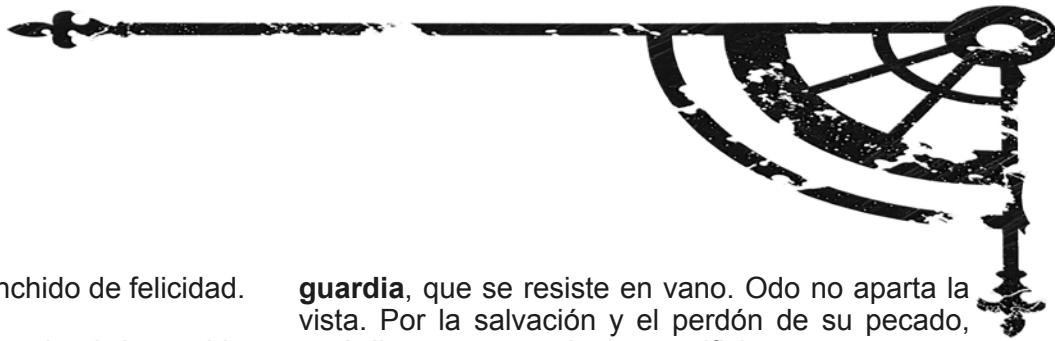 nchido de felicidad.
guardia, que se resiste en vano. Odo no aparta la
vista. Por la salvación y el perdón de su pecado,